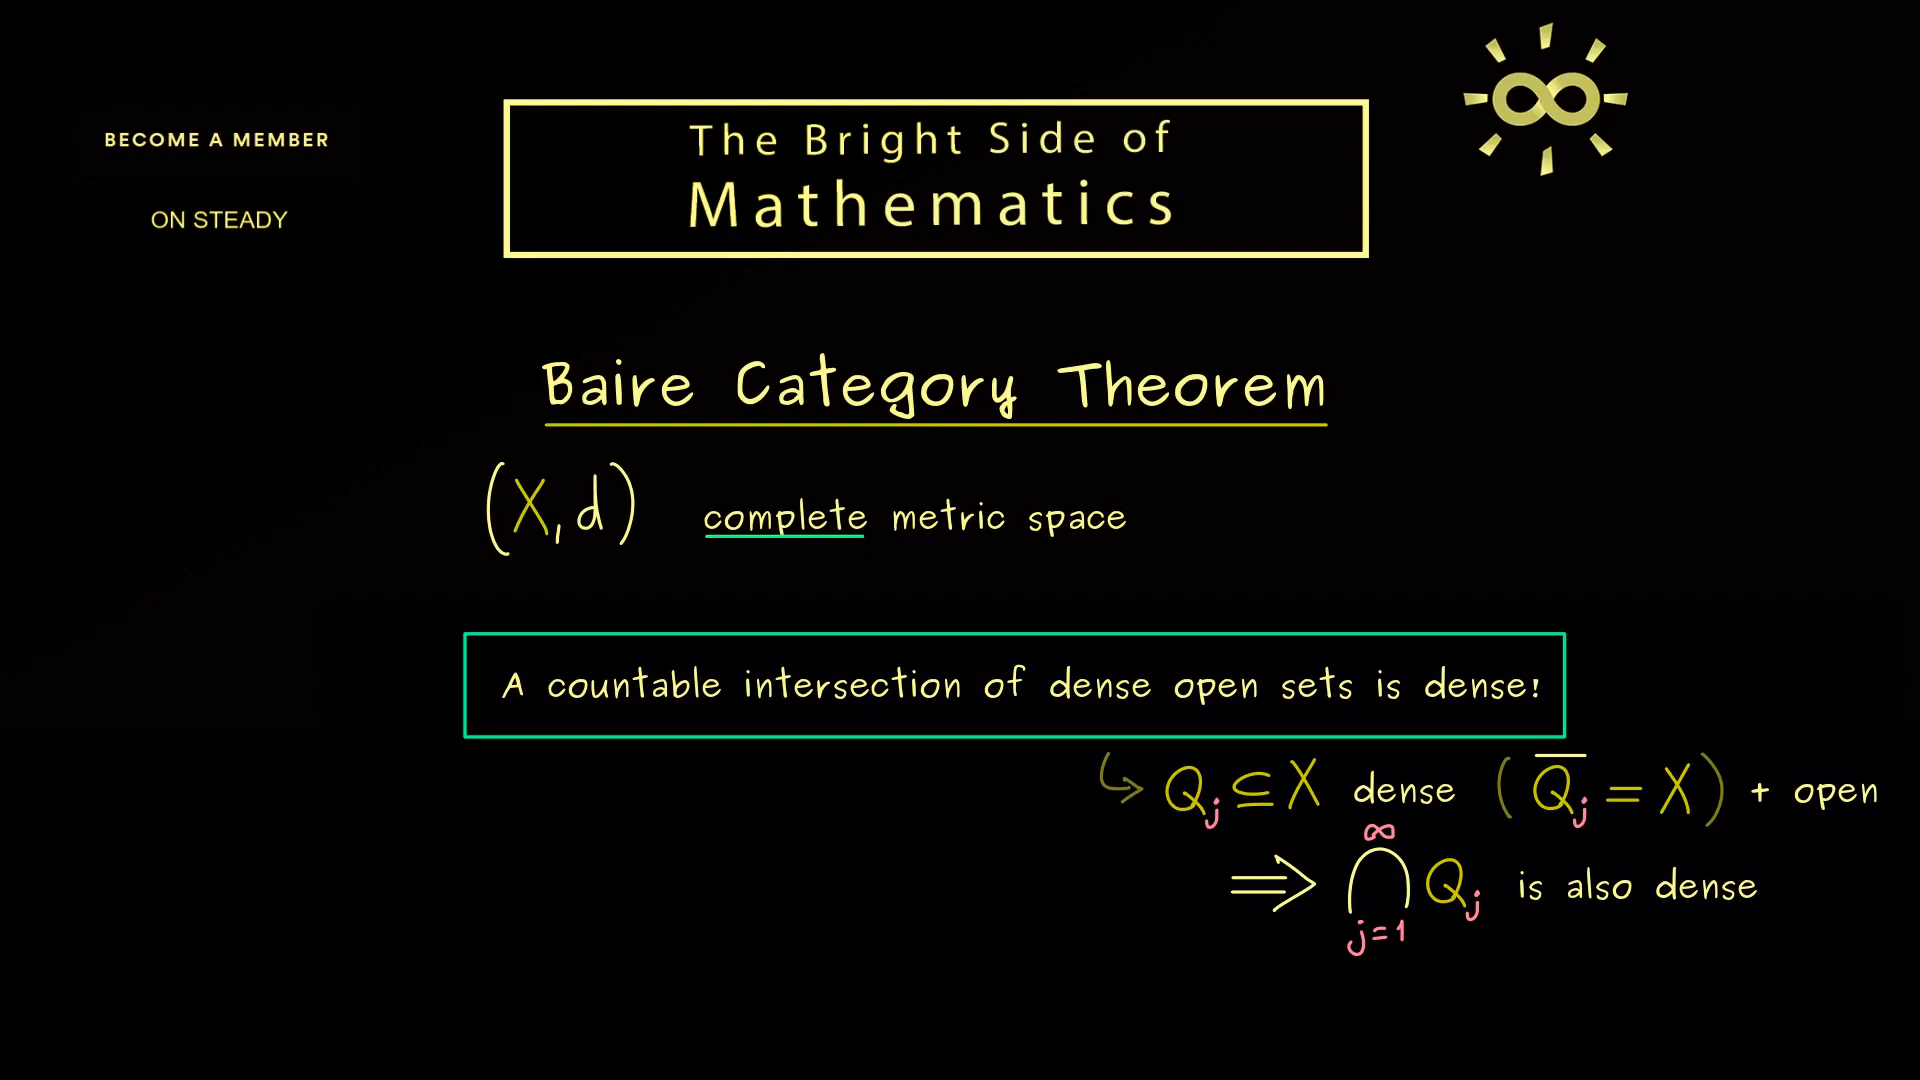 BECOME A MEMBER
ON STEADY
The Bright Side of
Mathematics
Baire Category Theorem
(X, d) complete metric space
A countable intersection of dense open sets is dense!
↪ Qⱼ ⊆ X dense ( Q̅ⱼ = X ) + open
⟹ ⋂_{j=1}^{∞} Qⱼ is also dense